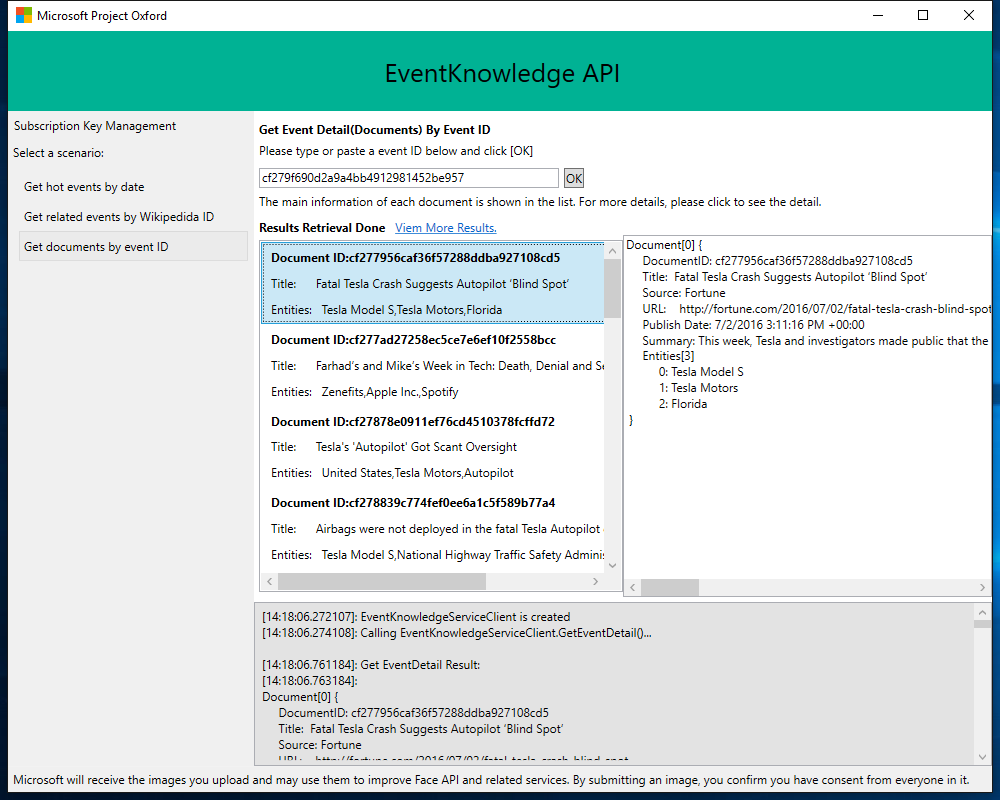 Microsoft Project Oxford
EventKnowledge API
Subscription Key Management
Select a scenario:
Get hot events by date
Get related events by Wikipedida ID
Get documents by event ID
Get Event Detail(Documents) By Event ID
Please type or paste a event ID below and click [OK]
cf279f690d2a9a4bb4912981452be957
OK
The main information of each document is shown in the list. For more details, please click to see the detail.
Results Retrieval Done Viem More Results.
Document ID:cf277956caf36f57288ddba927108cd5
Title: Fatal Tesla Crash Suggests Autopilot ‘Blind Spot’
Entities: Tesla Model S,Tesla Motors,Florida
Document ID:cf277ad27258ec5ce7e6ef10f2558bcc
Title: Farhad’s and Mike’s Week in Tech: Death, Denial and Se
Entities: Zenefits,Apple Inc.,Spotify
Document ID:cf27878e0911ef76cd4510378fcffd72
Title: Tesla's 'Autopilot' Got Scant Oversight
Entities: United States,Tesla Motors,Autopilot
Document ID:cf278839c774fef0ee6a1c5f589b77a4
Title: Airbags were not deployed in the fatal Tesla Autopilot
Entities: Tesla Model S,National Highway Traffic Safety Adminis
Document[0] {
DocumentID: cf277956caf36f57288ddba927108cd5
Title: Fatal Tesla Crash Suggests Autopilot ‘Blind Spot’
Source: Fortune
URL: http://fortune.com/2016/07/02/fatal-tesla-crash-blind-spot
Publish Date: 7/2/2016 3:11:16 PM +00:00
Summary: This week, Tesla and investigators made public that the
Entities[3]
0: Tesla Model S
1: Tesla Motors
2: Florida
}
[14:18:06.272107]: EventKnowledgeServiceClient is created
[14:18:06.274108]: Calling EventKnowledgeServiceClient.GetEventDetail()...
[14:18:06.761184]: Get EventDetail Result:
[14:18:06.763184]:
Document[0] {
DocumentID: cf277956caf36f57288ddba927108cd5
Title: Fatal Tesla Crash Suggests Autopilot ‘Blind Spot’
Source: Fortune
URL: http://fortune.com/2016/07/02/fatal-tesla-crash-blind-spot
Microsoft will receive the images you upload and may use them to improve Face API and related services. By submitting an image, you confirm you have consent from everyone in it.